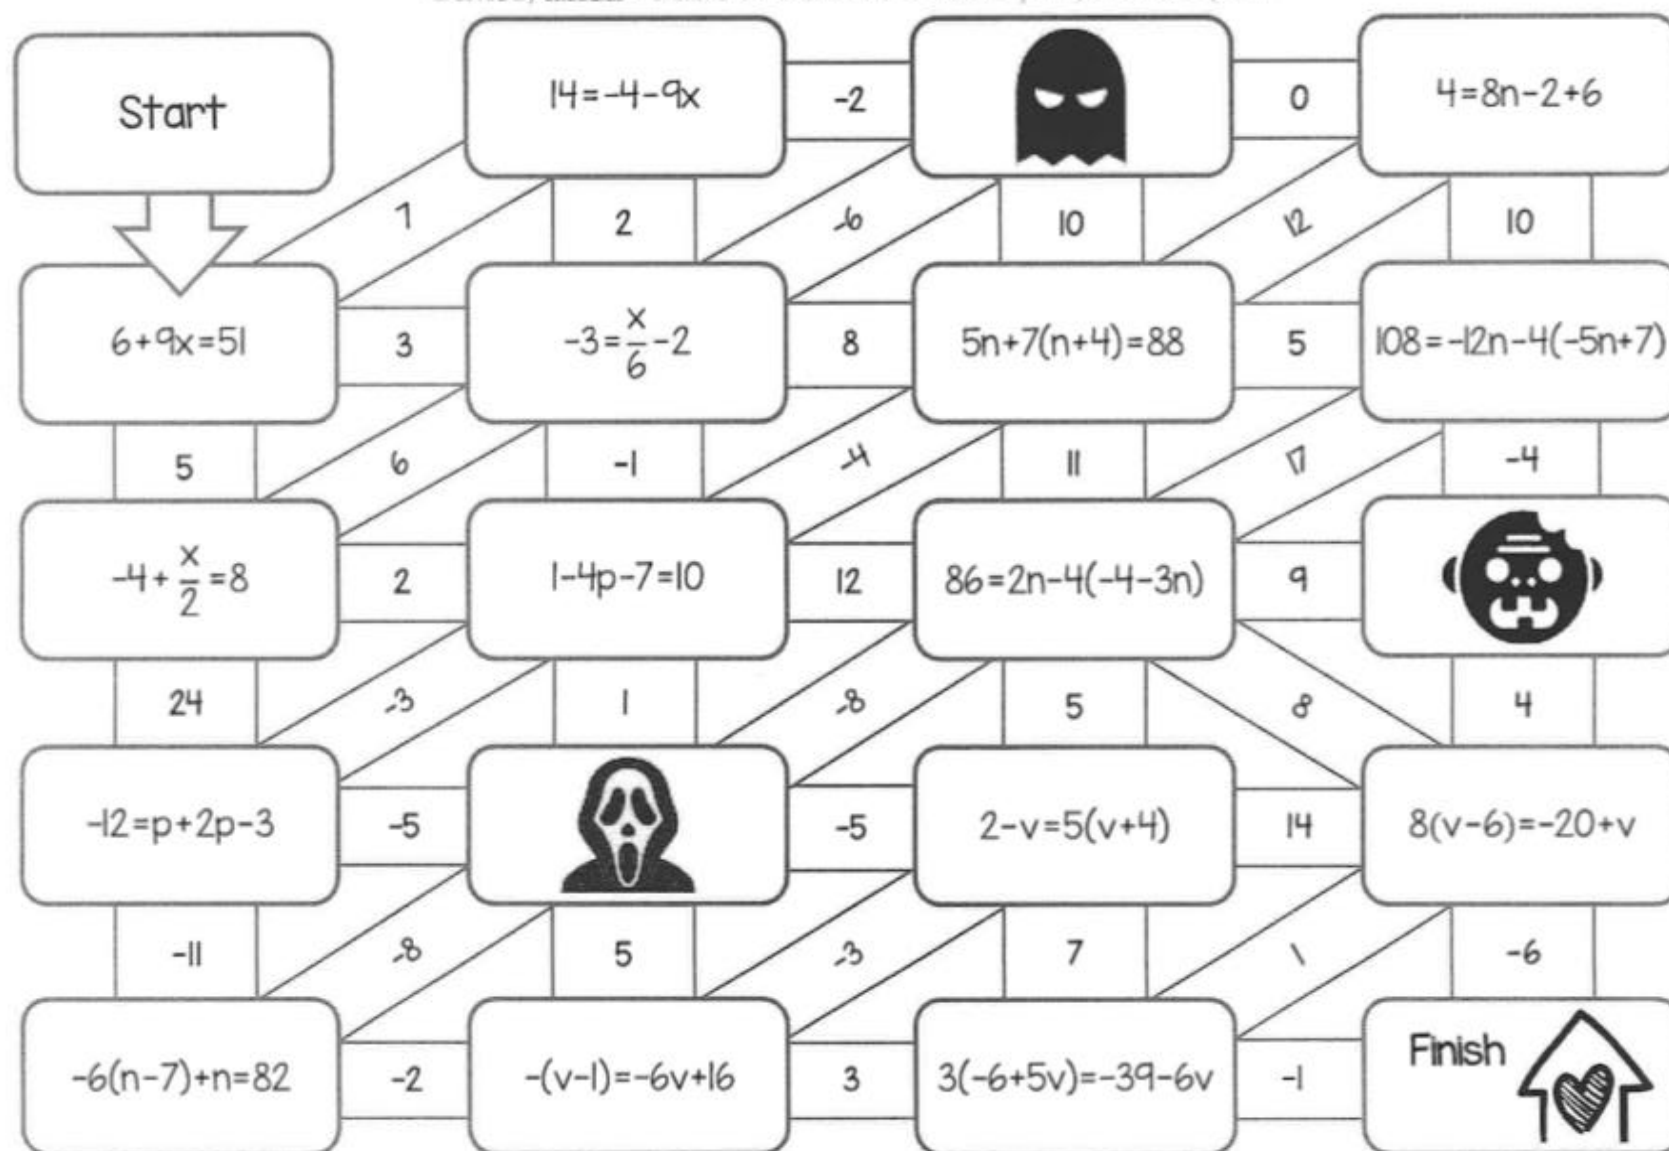 Start
14=-4-9x
-2
0
4=8n-2+6
7
2
-6
10
12
10
6+9x=51
3
-3=x/6-2
8
5n+7(n+4)=88
5
108=-12n-4(-5n+7)
5
6
-1
-4
11
17
-4
-4+x/2=8
2
1-4p-7=10
12
86=2n-4(-4-3n)
9
24
-3
1
-8
5
8
4
-12=p+2p-3
-5
-5
2-v=5(v+4)
14
8(v-6)=-20+v
-11
-8
5
-3
7
1
-6
-6(n-7)+n=82
-2
-(v-1)=-6v+16
3
3(-6+5v)=-39-6v
-1
Finish